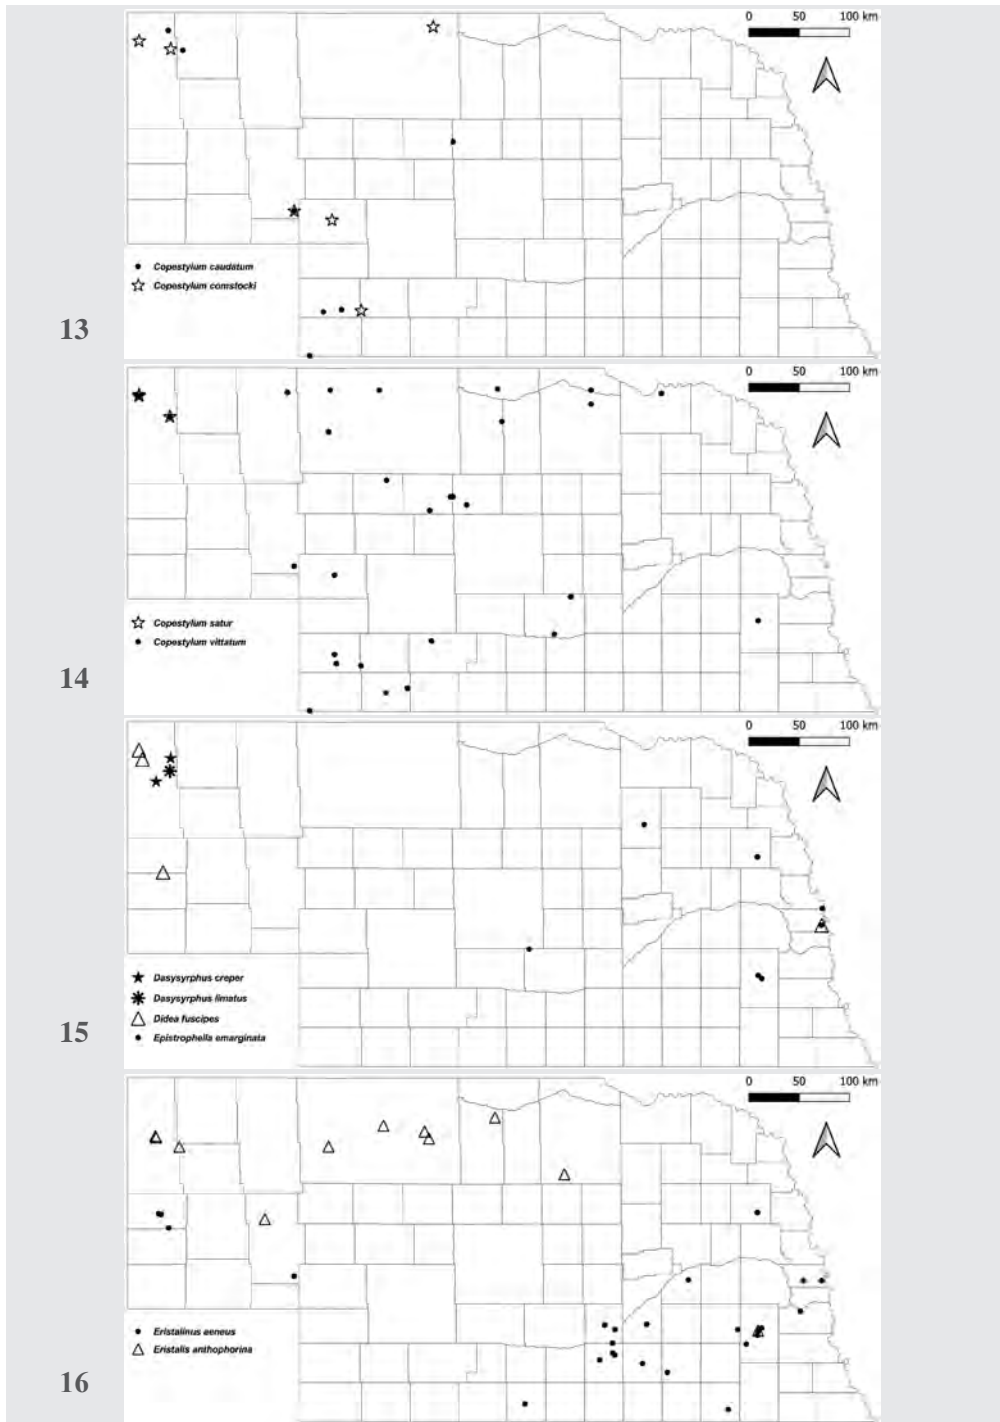 0 50 100 km
Copestylum caudatum
Copestylum comstocki
13
0 50 100 km
Copestylum satur
Copestylum vittatum
14
0 50 100 km
Dasysyrphus creper
Dasysyrphus limatus
Didea fuscipes
Epistrophella emarginata
15
0 50 100 km
Eristalinus aeneus
Eristalis anthophorina
16